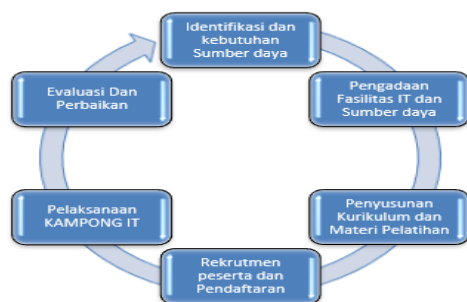 Identifikasi dan
kebutuhan
Sumber daya
Pengadaan
Fasilitas IT dan
Sumber daya
Penyusunan
Kurikulum dan
Materi Pelatihan
Rekrutmen
peserta dan
Pendaftaran
Pelaksanaan
KAMPONG IT
Evaluasi Dan
Perbaikan